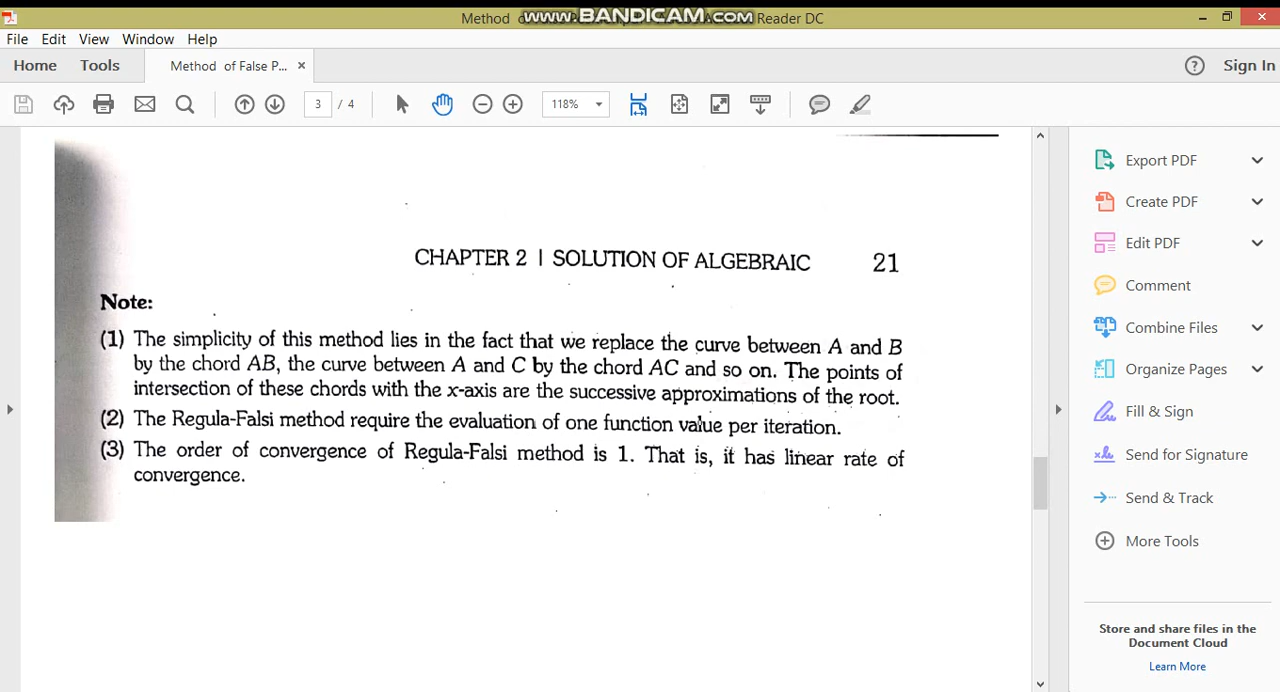 Method o WWW.BANDICAM.COM Reader DC
File Edit View Window Help
Home Tools Method of False P... × ? Sign In
3 / 4 118%
CHAPTER 2 | SOLUTION OF ALGEBRAIC 21
Note:
(1) The simplicity of this method lies in the fact that we replace the curve between A and B
by the chord AB, the curve between A and C by the chord AC and so on. The points of
intersection of these chords with the x-axis are the successive approximations of the root.
(2) The Regula-Falsi method require the evaluation of one function value per iteration.
(3) The order of convergence of Regula-Falsi method is 1. That is, it has linear rate of
convergence.
Export PDF
Create PDF
Edit PDF
Comment
Combine Files
Organize Pages
Fill & Sign
Send for Signature
Send & Track
More Tools
Store and share files in the
Document Cloud
Learn More